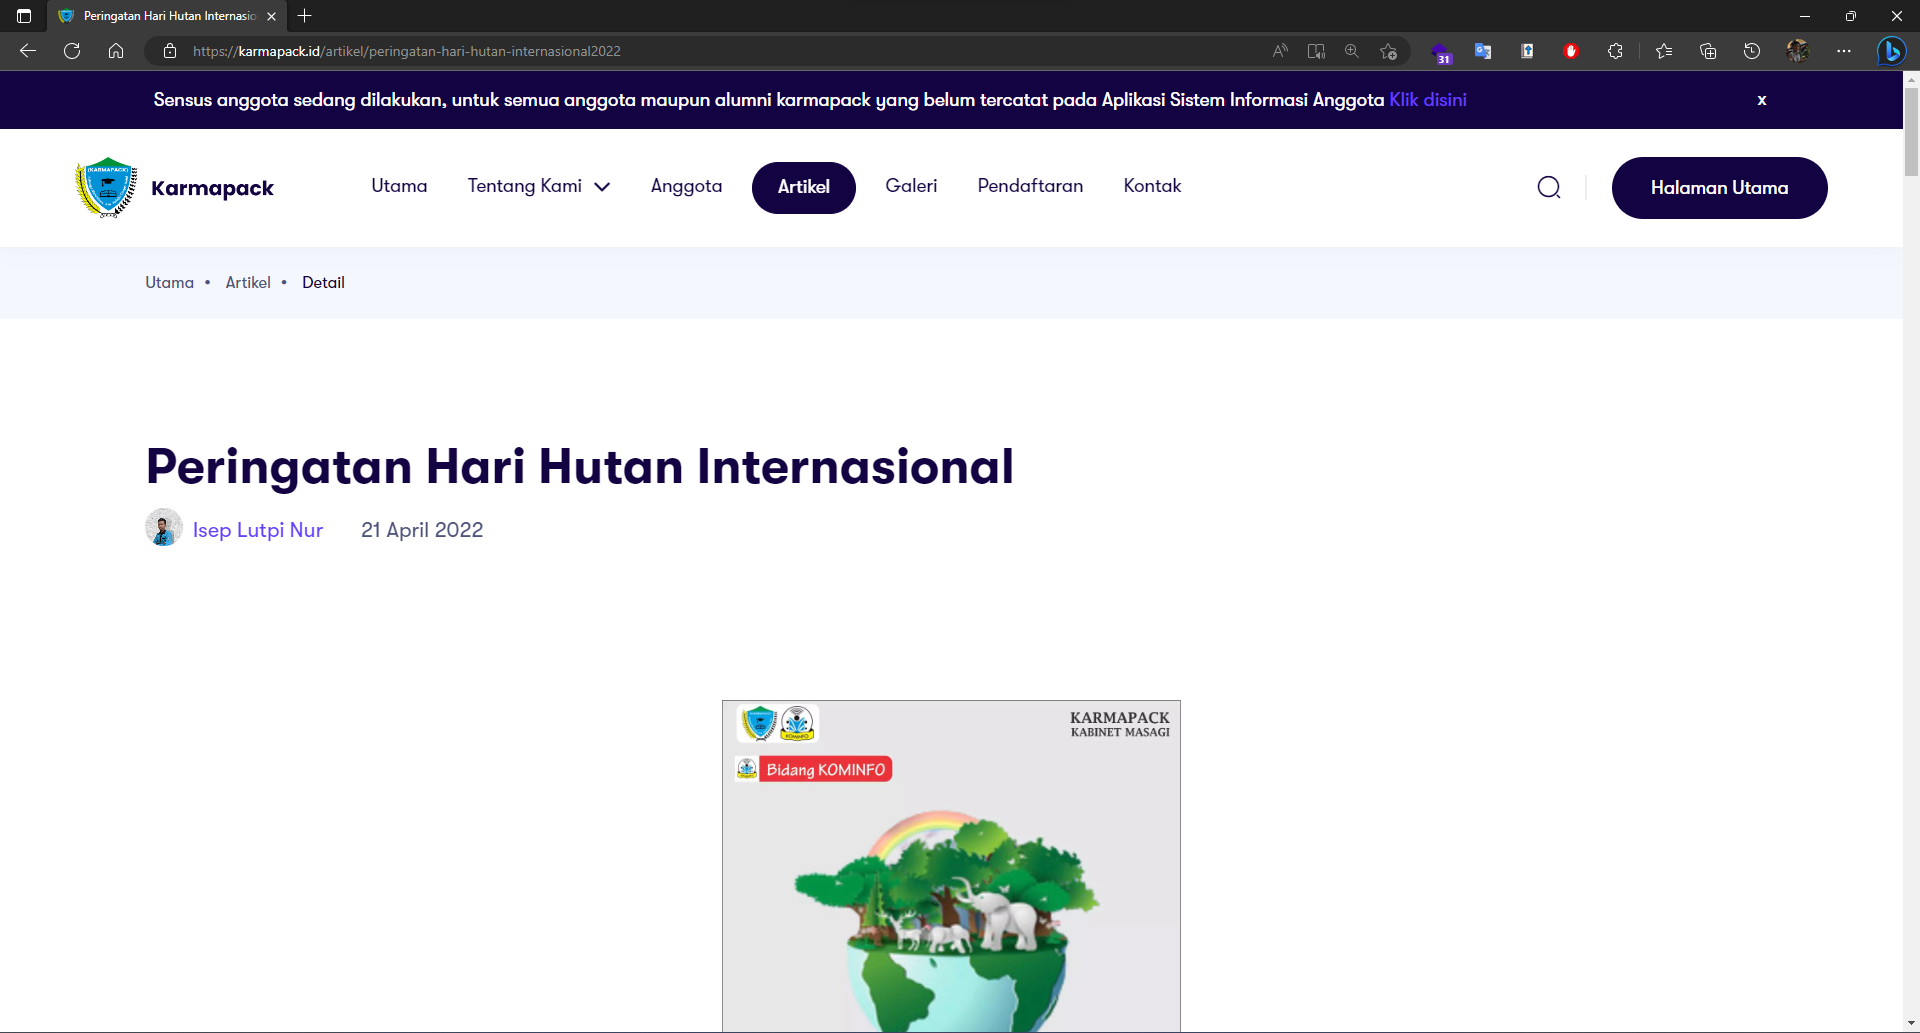 Peringatan Hari Hutan Internasio
https://karmapack.id/artikel/peringatan-hari-hutan-internasional2022
31
Sensus anggota sedang dilakukan, untuk semua anggota maupun alumni karmapack yang belum tercatat pada Aplikasi Sistem Informasi Anggota Klik disini
x
KARMAPACK
Karmapack
Utama
Tentang Kami
Anggota
Artikel
Galeri
Pendaftaran
Kontak
Halaman Utama
Utama • Artikel • Detail
Peringatan Hari Hutan Internasional
Isep Lutpi Nur
21 April 2022
KOMINFO
KARMAPACK
KABINET MASAGI
Bidang KOMINFO